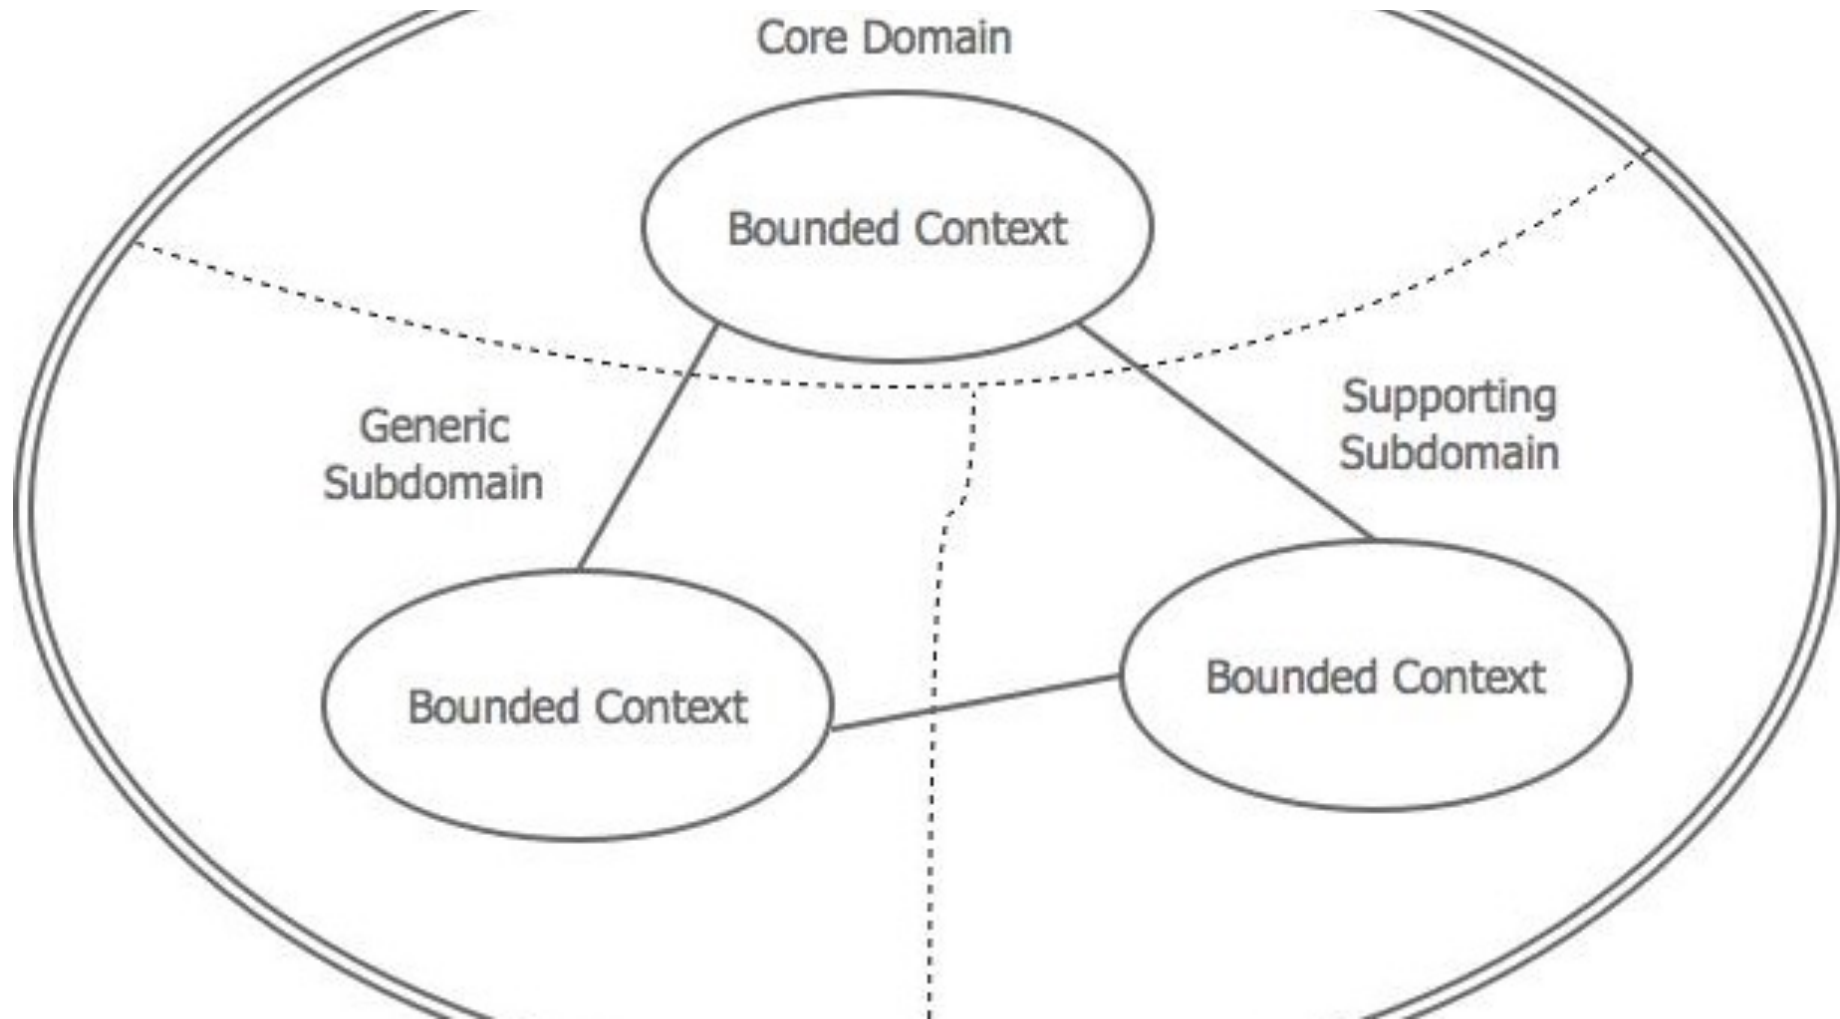 Core Domain
Bounded Context
Generic
Subdomain
Supporting
Subdomain
Bounded Context
Bounded Context